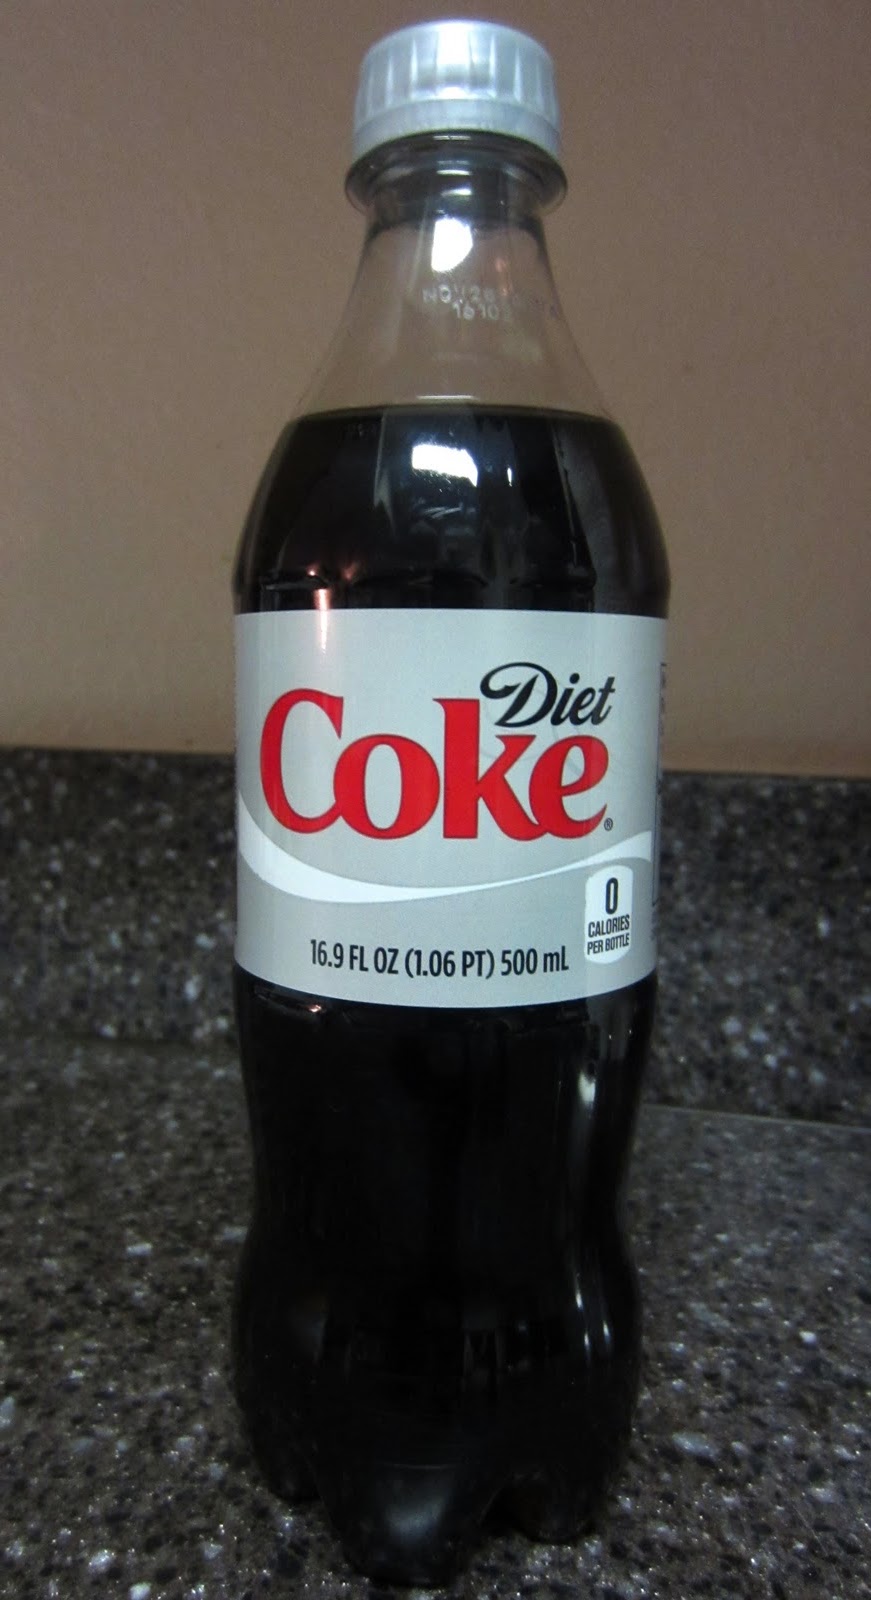 Diet
Coke®
16.9 FL OZ (1.06 PT) 500 mL
0
CALORIES
PER BOTTLE